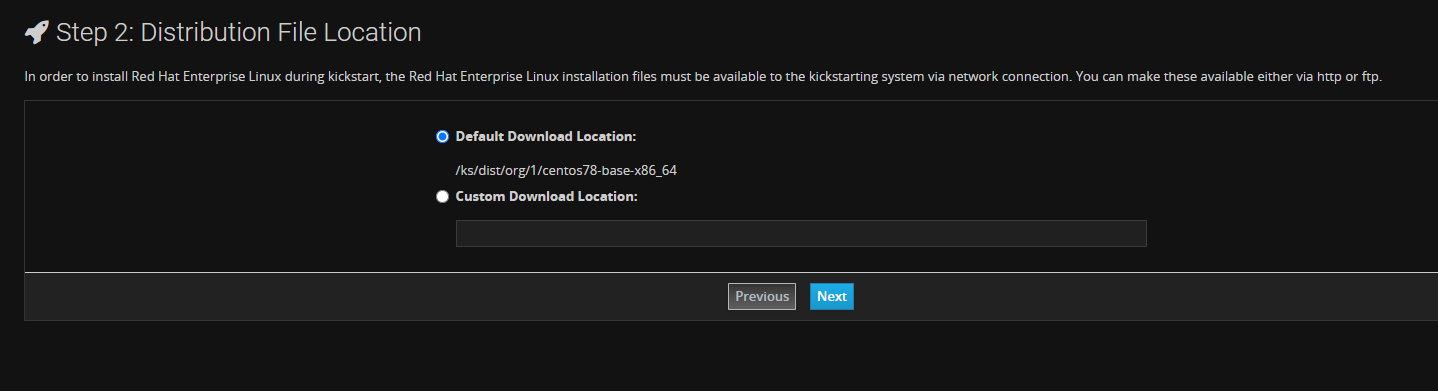 Step 2: Distribution File Location
In order to install Red Hat Enterprise Linux during kickstart, the Red Hat Enterprise Linux installation files must be available to the kickstarting system via network connection. You can make these available either via http or ftp.
Default Download Location:
/ks/dist/org/1/centos78-base-x86_64
Custom Download Location:
Previous Next